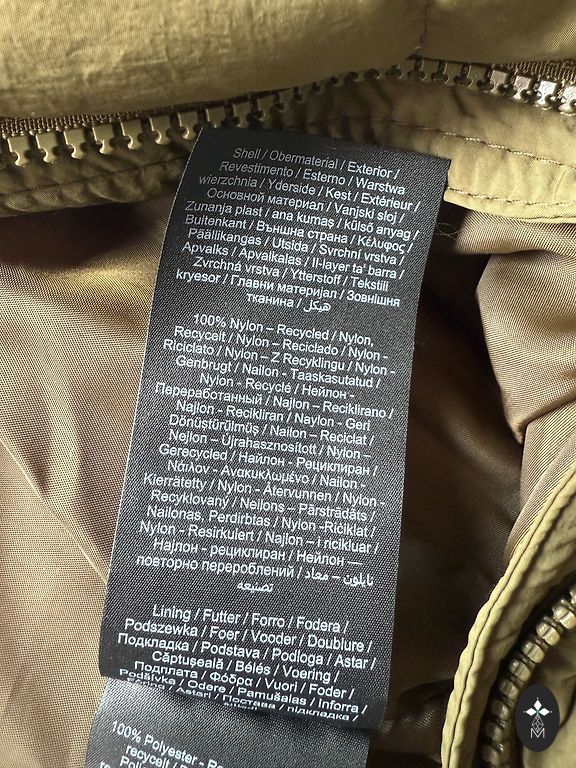 Shell / Obermaterial / Exterior /
Revestimento / Esterno / Warstwa
wierzchnia / Yderside / Kest / Extérieur /
Основной материал / Vanjski sloj /
Zunanja plast / ana kumaş / külső anyag /
Buitenkant / Външна страна / Κέλυφος /
Päällikangas / Utsida / Svrchní vrstva /
Apvalks / Apvalkalas / Il-layer ta' barra /
Zvrchná vrstva / Ytterstoff / Tekstili
kryesor / Главни материјал / Зовнішня
тканина / هيكل
100% Nylon – Recycled / Nylon,
Recycelt / Nylon – Reciclado / Nylon -
Riciclato / Nylon – Z Recyklingu / Nylon -
Genbrugt / Nailon - Taaskasutatud /
Nylon - Recyclé / Нейлон -
Переработанный / Najlon – Reciklirano /
Najlon - Recikliran / Naylon - Geri
Dönüştürülmüş / Nailon – Reciclat /
Nejlon – Újrahasznosított / Nylon –
Gerecycled / Найлон - Рециклиран /
Νάιλον - Ανακυκλωμένο / Nailon -
Kierrätetty / Nylon - Återvunnen / Nylon -
Recyklovaný / Neilons – Pārstrādāts /
Nailonas, Perdirbtas / Nylon -Riċiklat /
Nylon - Resirkulert / Najlon – i ricikluar /
Најлон - рециклиран / Нейлон —
повторно перероблений / نايلون – معاد
تصنيعه
Lining / Futter / Forro / Fodera /
Podszewka / Foer / Vooder / Doublure /
Подкладка / Podstava / Podloga / Astar /
Căptușeală / Bélés / Voering /
Подплата / Φόδρα / Vuori / Foder /
Podšívka / Odere / Pamušalas / Inforra /
100% Polyester - Re
M